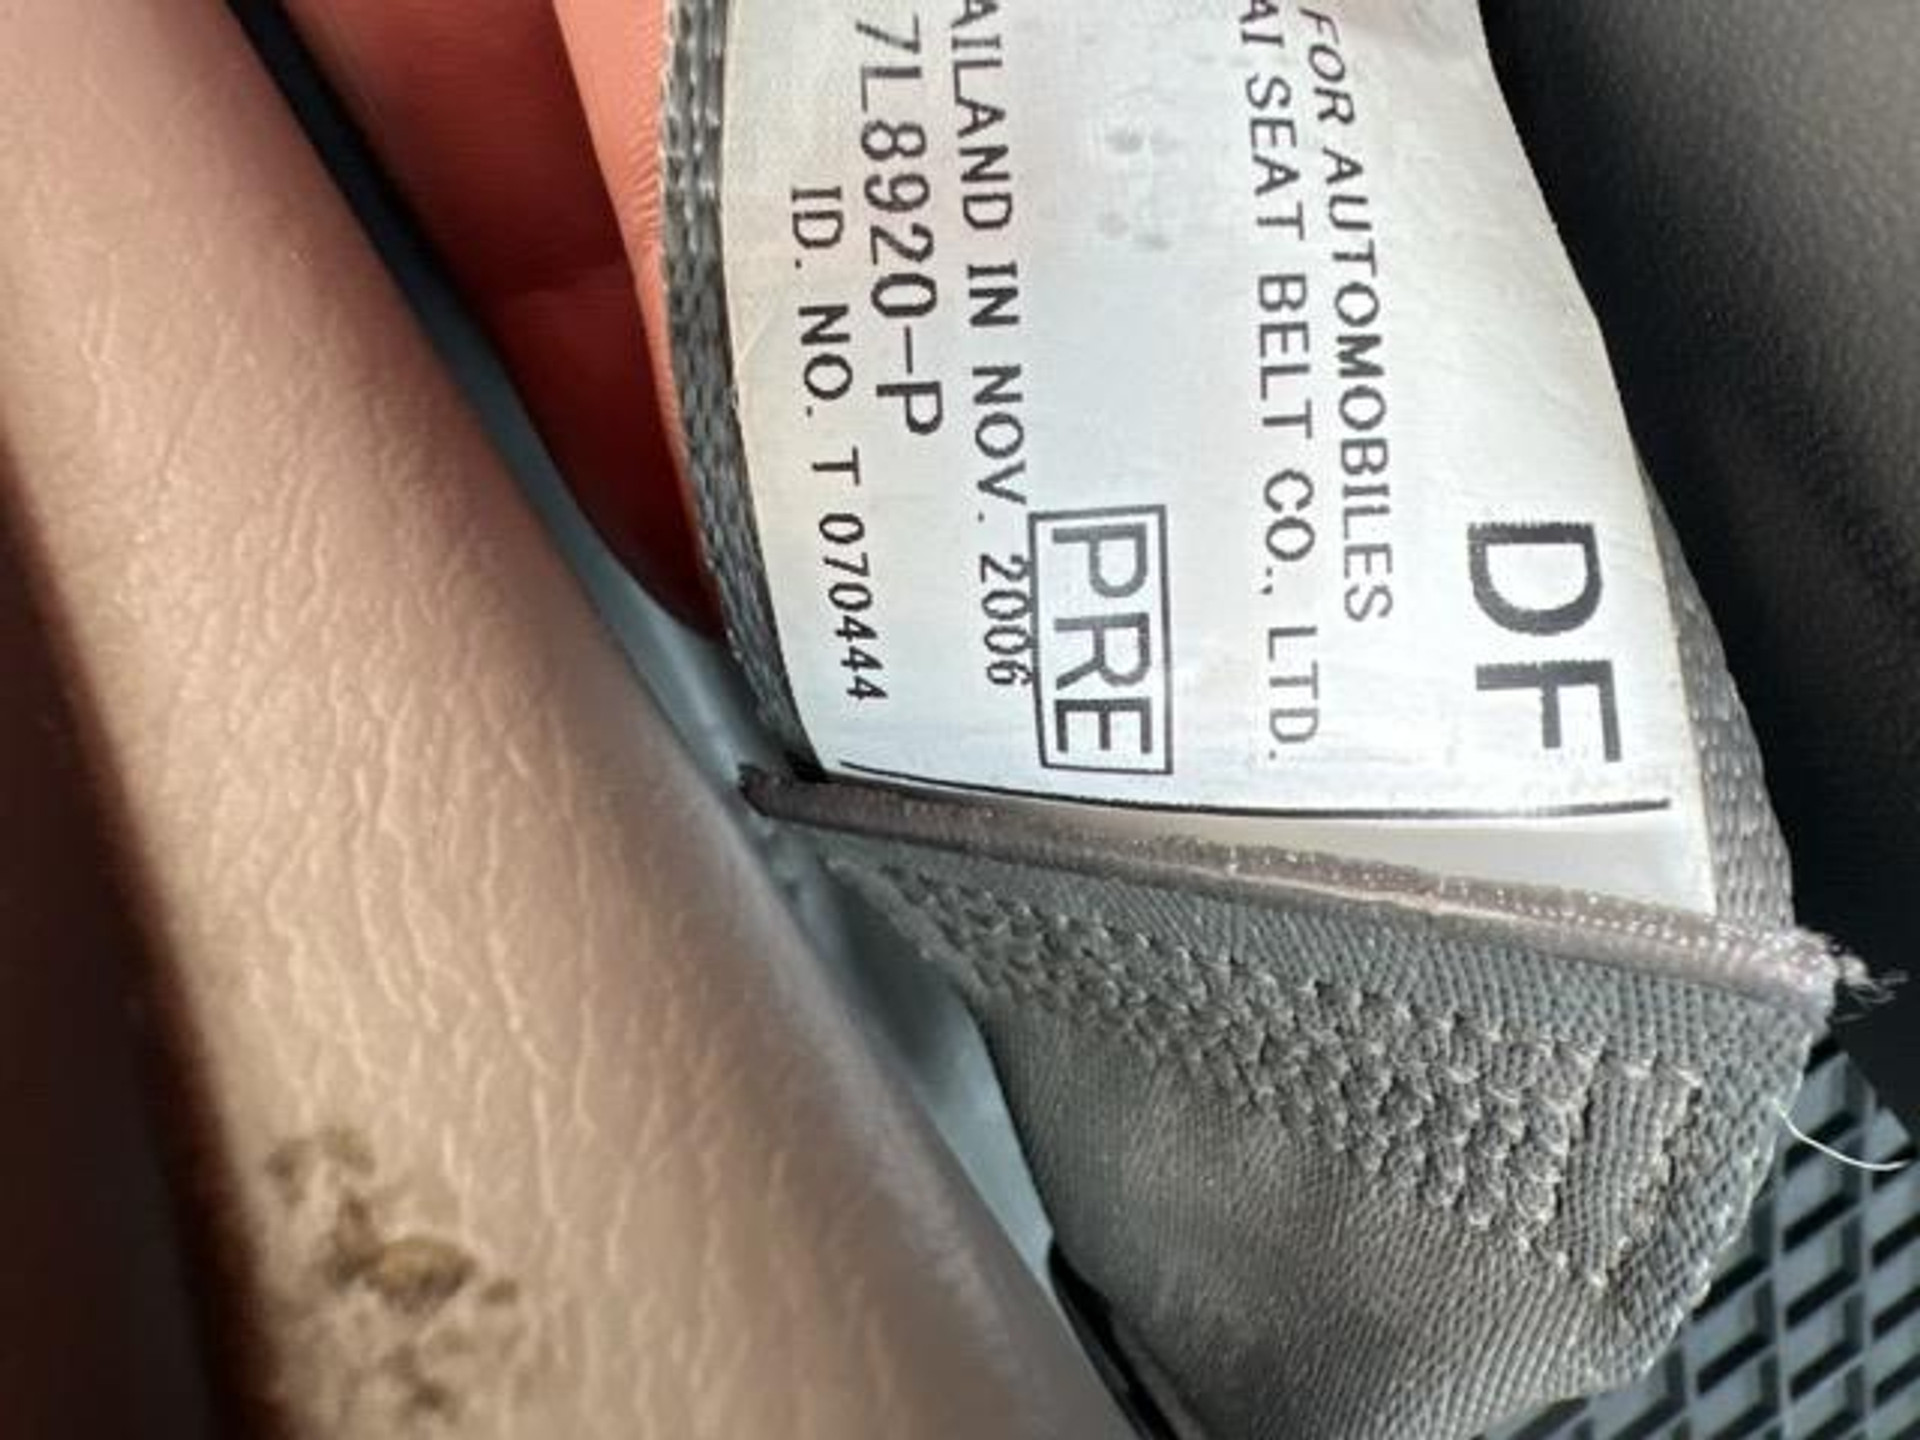 DF
FOR AUTOMOBILES
AI SEAT BELT CO., LTD.
PRE
AILAND IN NOV. 2006
7L8920-P
ID. NO. T 070444